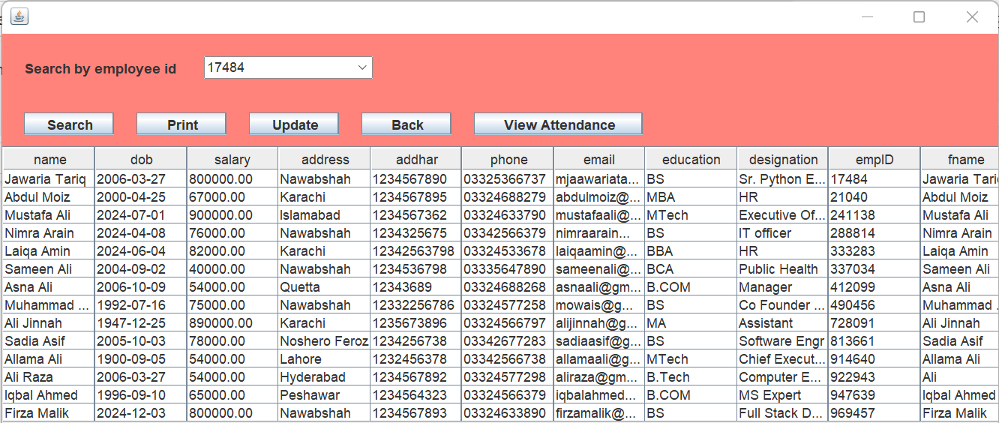 Search by employee id 17484
Search Print Update Back View Attendance
name dob salary address addhar phone email education designation empID fname
Jawaria Tariq 2006-03-27 800000.00 Nawabshah 1234567890 03325366737 mjaawariata... BS Sr. Python E... 17484 Jawaria Tari
Abdul Moiz 2000-04-25 67000.00 Karachi 1234567895 03324688279 abdulmoiz@... MBA HR 21040 Abdul Moiz
Mustafa Ali 2024-07-01 900000.00 Islamabad 1234567362 03324633790 mustafaali@... MTech Executive Of... 241138 Mustafa Ali
Nimra Arain 2024-04-08 76000.00 Nawabshah 1234325675 03342566379 nimraarain... BS IT officer 288814 Nimra Arain
Laiqa Amin 2024-06-04 82000.00 Karachi 12342563798 03324533678 laiqaamin@... BBA HR 333283 Laiqa Amin
Sameen Ali 2004-09-02 40000.00 Nawabshah 1234536798 03335647890 sameenali@... BCA Public Health 337034 Sameen Ali
Asna Ali 2006-10-09 54000.00 Quetta 12343689 03324688268 asnaali@gm... B.COM Manager 412099 Asna Ali
Muhammad ... 1992-07-16 75000.00 Nawabshah 12332256786 03324577258 mowais@g... BS Co Founder ... 490456 Muhammad
Ali Jinnah 1947-12-25 890000.00 Karachi 1235673896 03324566797 alijinnah@g... MA Assistant 728091 Ali Jinnah
Sadia Asif 2005-10-03 78000.00 Noshero Feroz 1234256738 03342677283 sadiaasif@g... BS Software Engr 813661 Sadia Asif
Allama Ali 1900-09-05 54000.00 Lahore 1232456378 03342566738 allamaali@g... MTech Chief Execut... 914640 Allama Ali
Ali Raza 2006-03-27 54000.00 Hyderabad 1234567892 03324577298 aliraza@gm... B.Tech Computer E... 922943 Ali
Iqbal Ahmed 1996-09-10 65000.00 Peshawar 1234564323 03324566379 iqbalahmed... B.COM MS Expert 947639 Iqbal Ahmed
Firza Malik 2024-12-03 800000.00 Nawabshah 1234567893 03324633890 firzamalik@... BS Full Stack D... 969457 Firza Malik